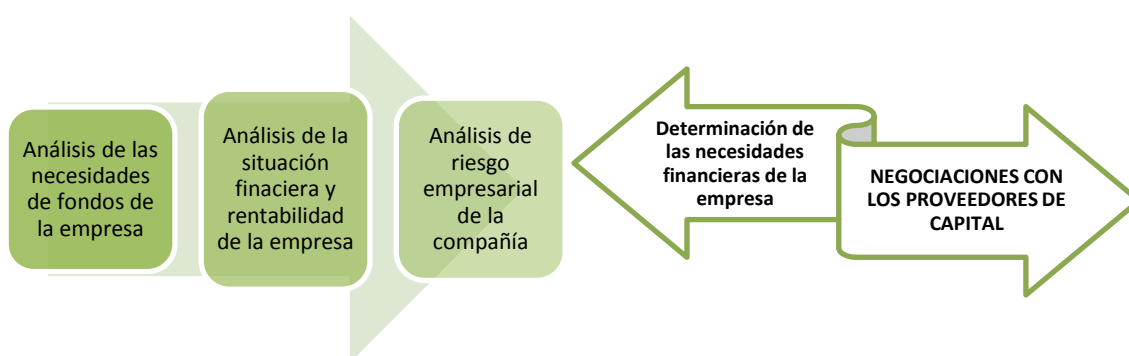 Análisis de las
necesidades
de fondos de
la empresa
Análisis de la
situación
finaciera y
rentabilidad
de la empresa
Análisis de
riesgo
empresarial
de la
compañía
Determinación de
las necesidades
financieras de la
empresa
NEGOCIACIONES CON
LOS PROVEEDORES DE
CAPITAL